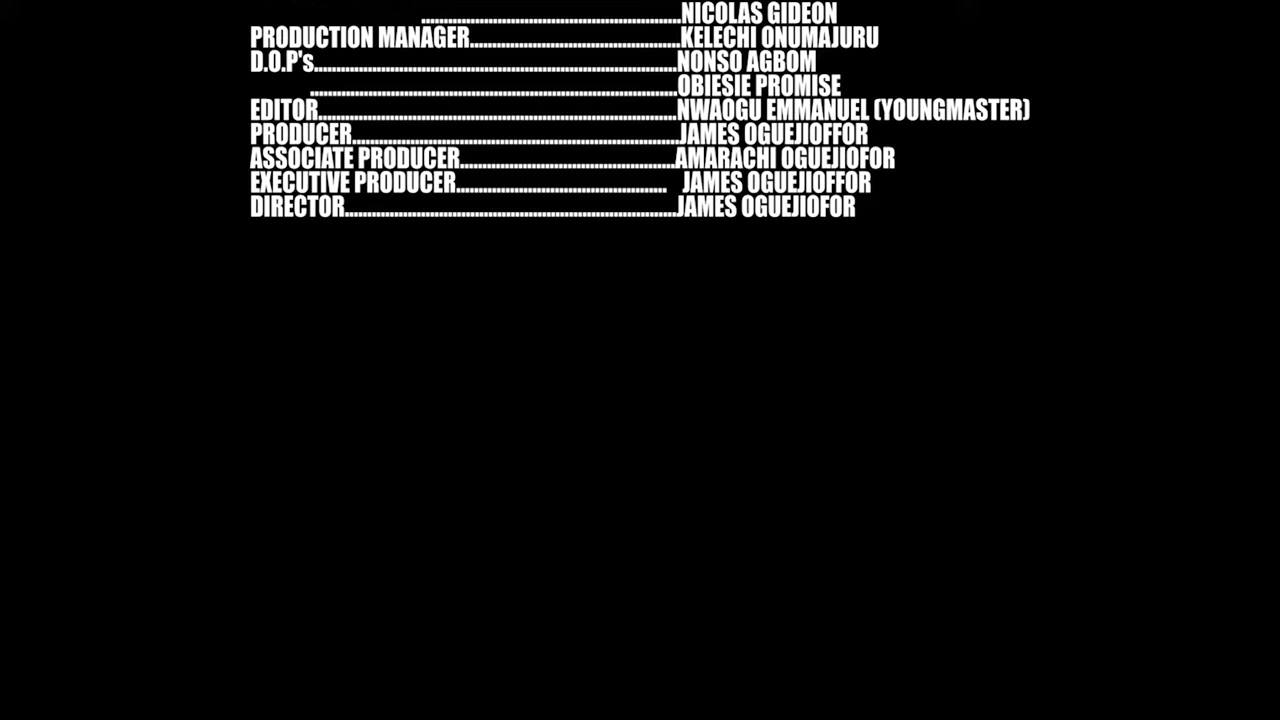 ........................................................NICOLAS GIDEON
PRODUCTION MANAGER.............................................KELECHI ONUMAJURU
D.O.P's..............................................................................NONSO AGBOM
...............................................................................OBIESIE PROMISE
EDITOR.............................................................................NWAOGU EMMANUEL (YOUNGMASTER)
PRODUCER......................................................................JAMES OGUEJIOFFOR
ASSOCIATE PRODUCER..............................................AMARACHI OGUEJIOFOR
EXECUTIVE PRODUCER............................................. JAMES OGUEJIOFFOR
DIRECTOR.......................................................................JAMES OGUEJIOFOR